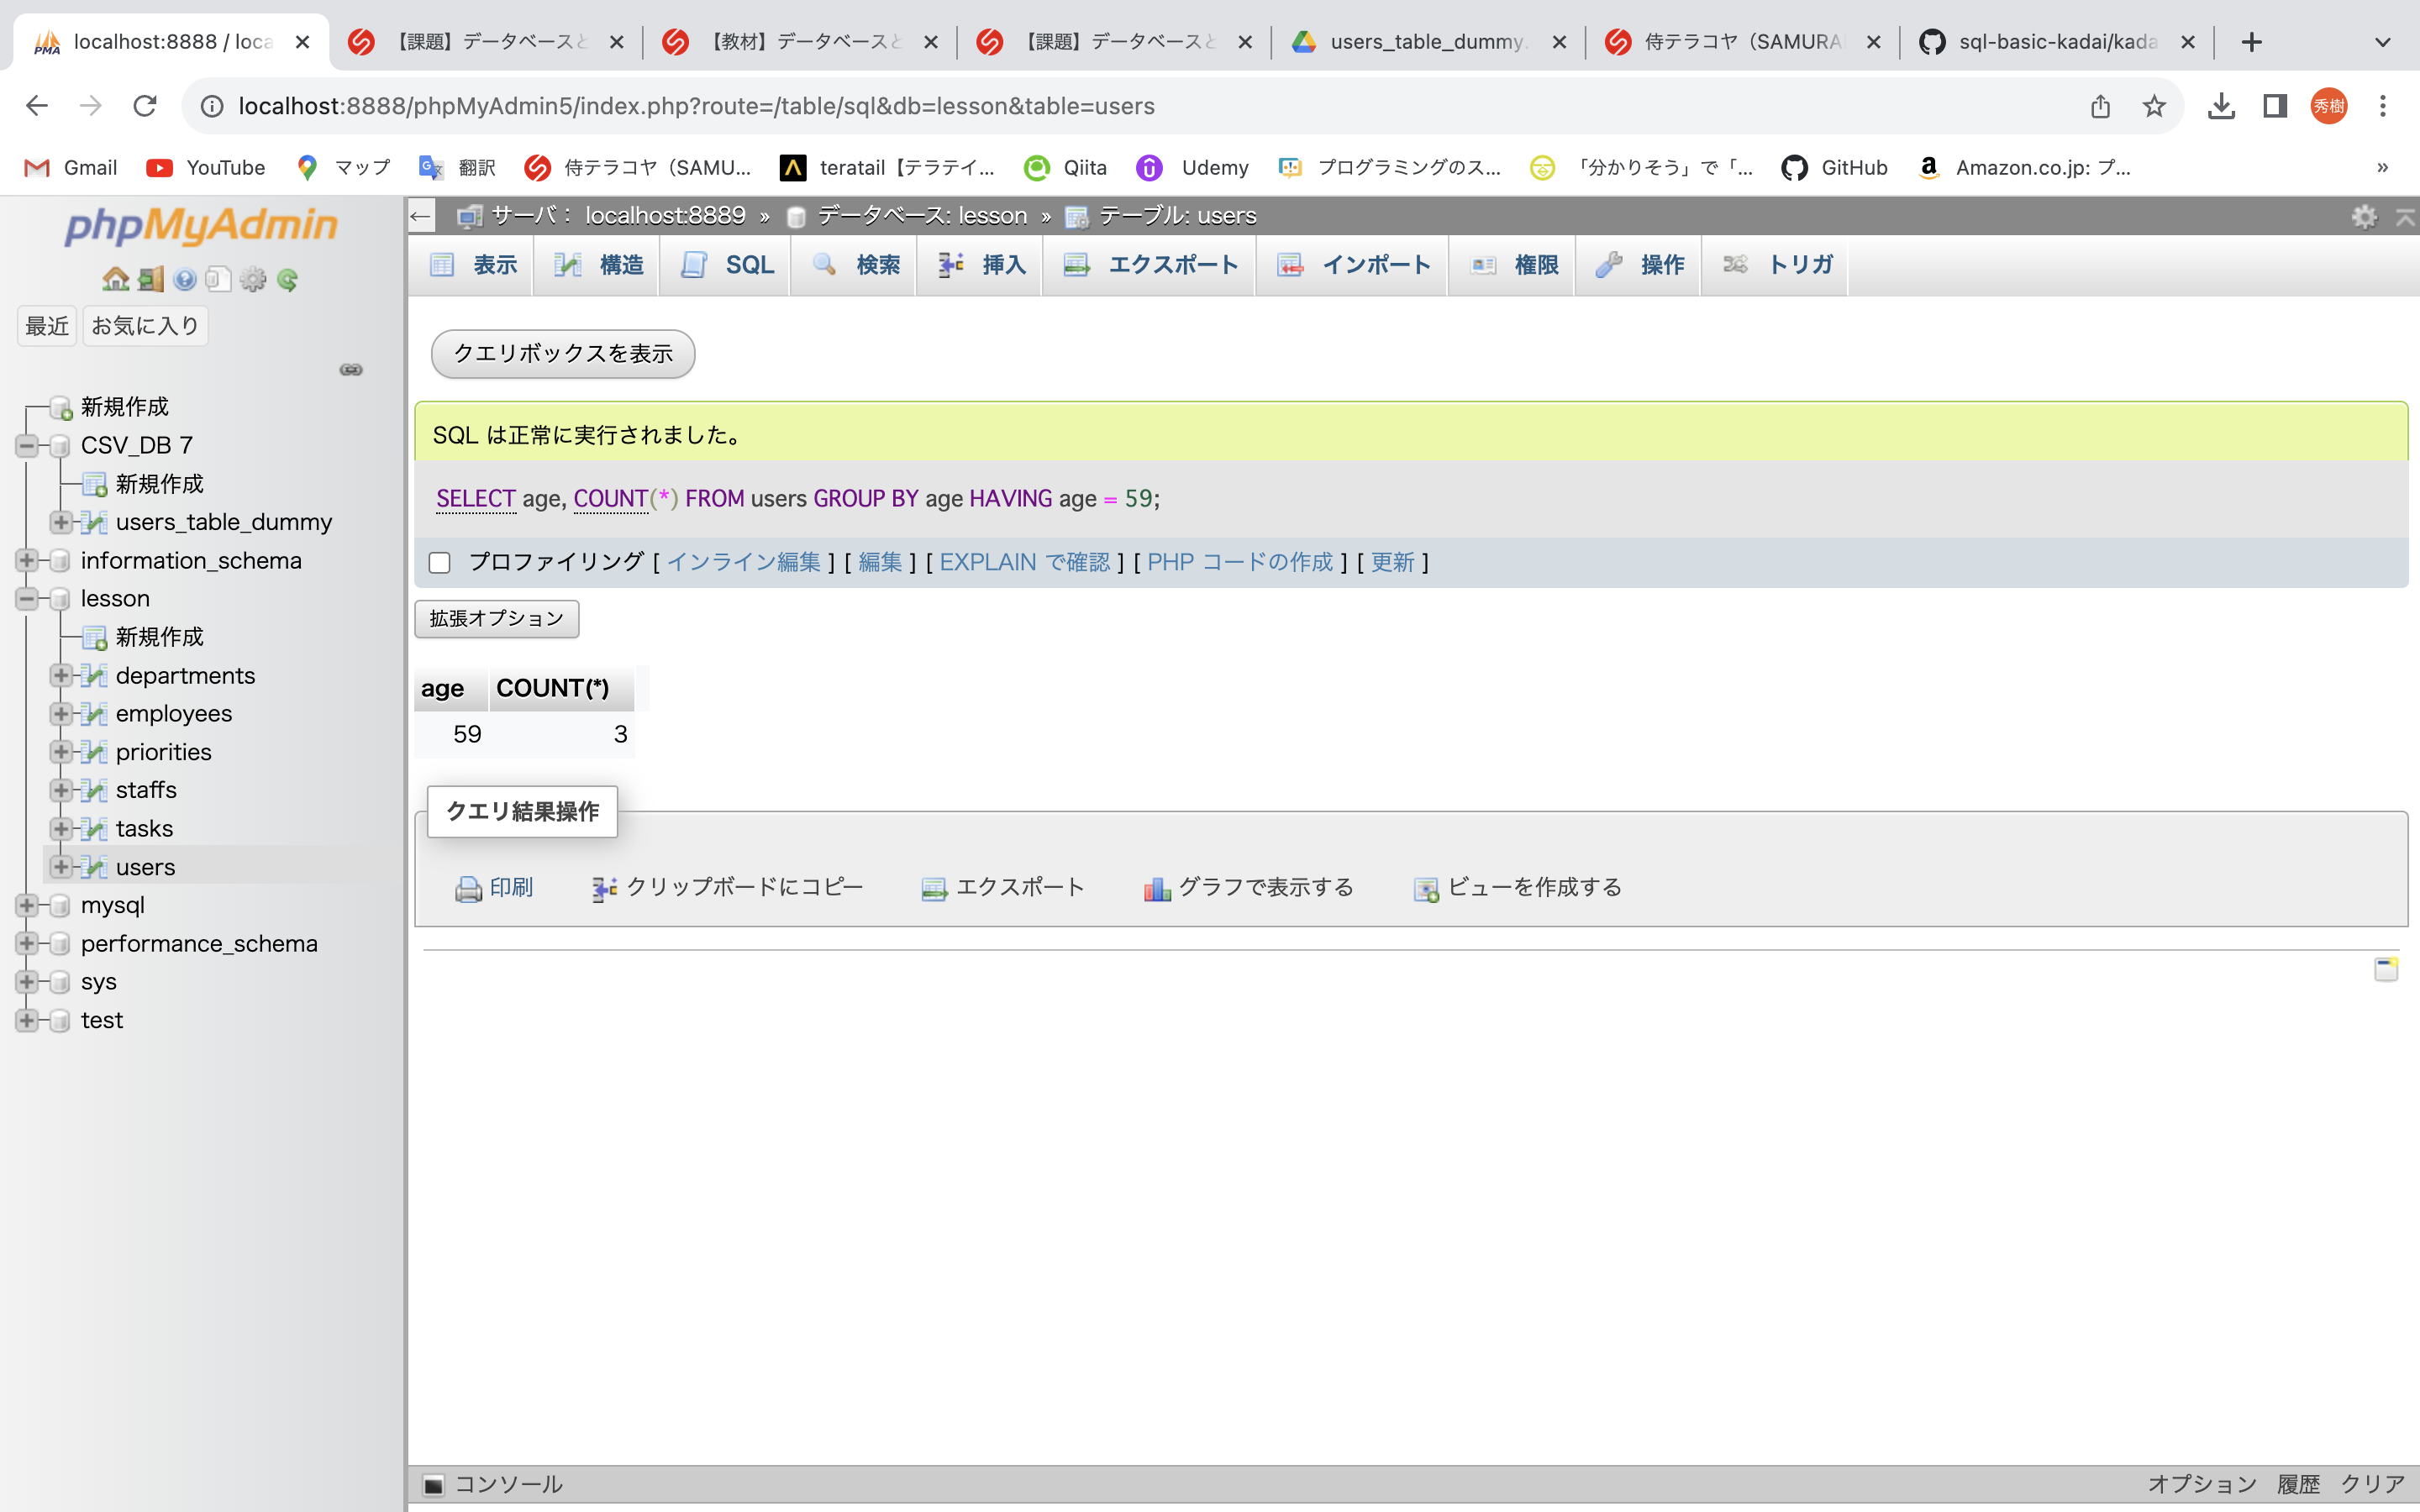 localhost:8888 / loca
【課題】データベースと
【教材】データベースと
【課題】データベースと
users_table_dummy.
侍テラコヤ（SAMURA
sql-basic-kadai/kada
localhost:8888/phpMyAdmin5/index.php?route=/table/sql&db=lesson&table=users
秀樹
Gmail
YouTube
マップ
翻訳
侍テラコヤ（SAMU...
teratail【テラテイ...
Qiita
Udemy
プログラミングのス...
「分かりそう」で「...
GitHub
Amazon.co.jp: プ...
»
phpMyAdmin
最近
お気に入り
新規作成
CSV_DB 7
新規作成
users_table_dummy
information_schema
lesson
新規作成
departments
employees
priorities
staffs
tasks
users
mysql
performance_schema
sys
test
サーバ： localhost:8889 » データベース: lesson » テーブル: users
表示
構造
SQL
検索
挿入
エクスポート
インポート
権限
操作
トリガ
クエリボックスを表示
SQL は正常に実行されました。
SELECT age, COUNT(*) FROM users GROUP BY age HAVING age = 59;
プロファイリング [ インライン編集 ] [ 編集 ] [ EXPLAIN で確認 ] [ PHP コードの作成 ] [ 更新 ]
拡張オプション
age COUNT(*)
59 3
クエリ結果操作
印刷
クリップボードにコピー
エクスポート
グラフで表示する
ビューを作成する
コンソール
オプション 履歴 クリア